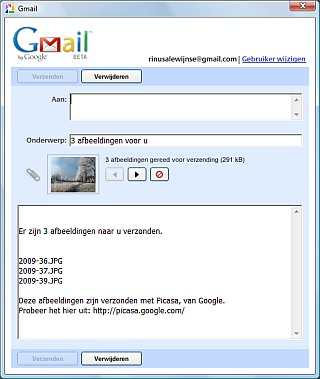 Gmail
Gmail
by Google BETA
rinusalewijnse@gmail.com | Gebruiker wijzigen
Verzenden Verwijderen
Aan:
Onderwerp: 3 afbeeldingen voor u
3 afbeeldingen gereed voor verzending (291 kB)
Er zijn 3 afbeeldingen naar u verzonden.
2009-36.JPG
2009-37.JPG
2009-39.JPG
Deze afbeeldingen zijn verzonden met Picasa, van Google.
Probeer het hier uit: http://picasa.google.com/
Verzenden Verwijderen